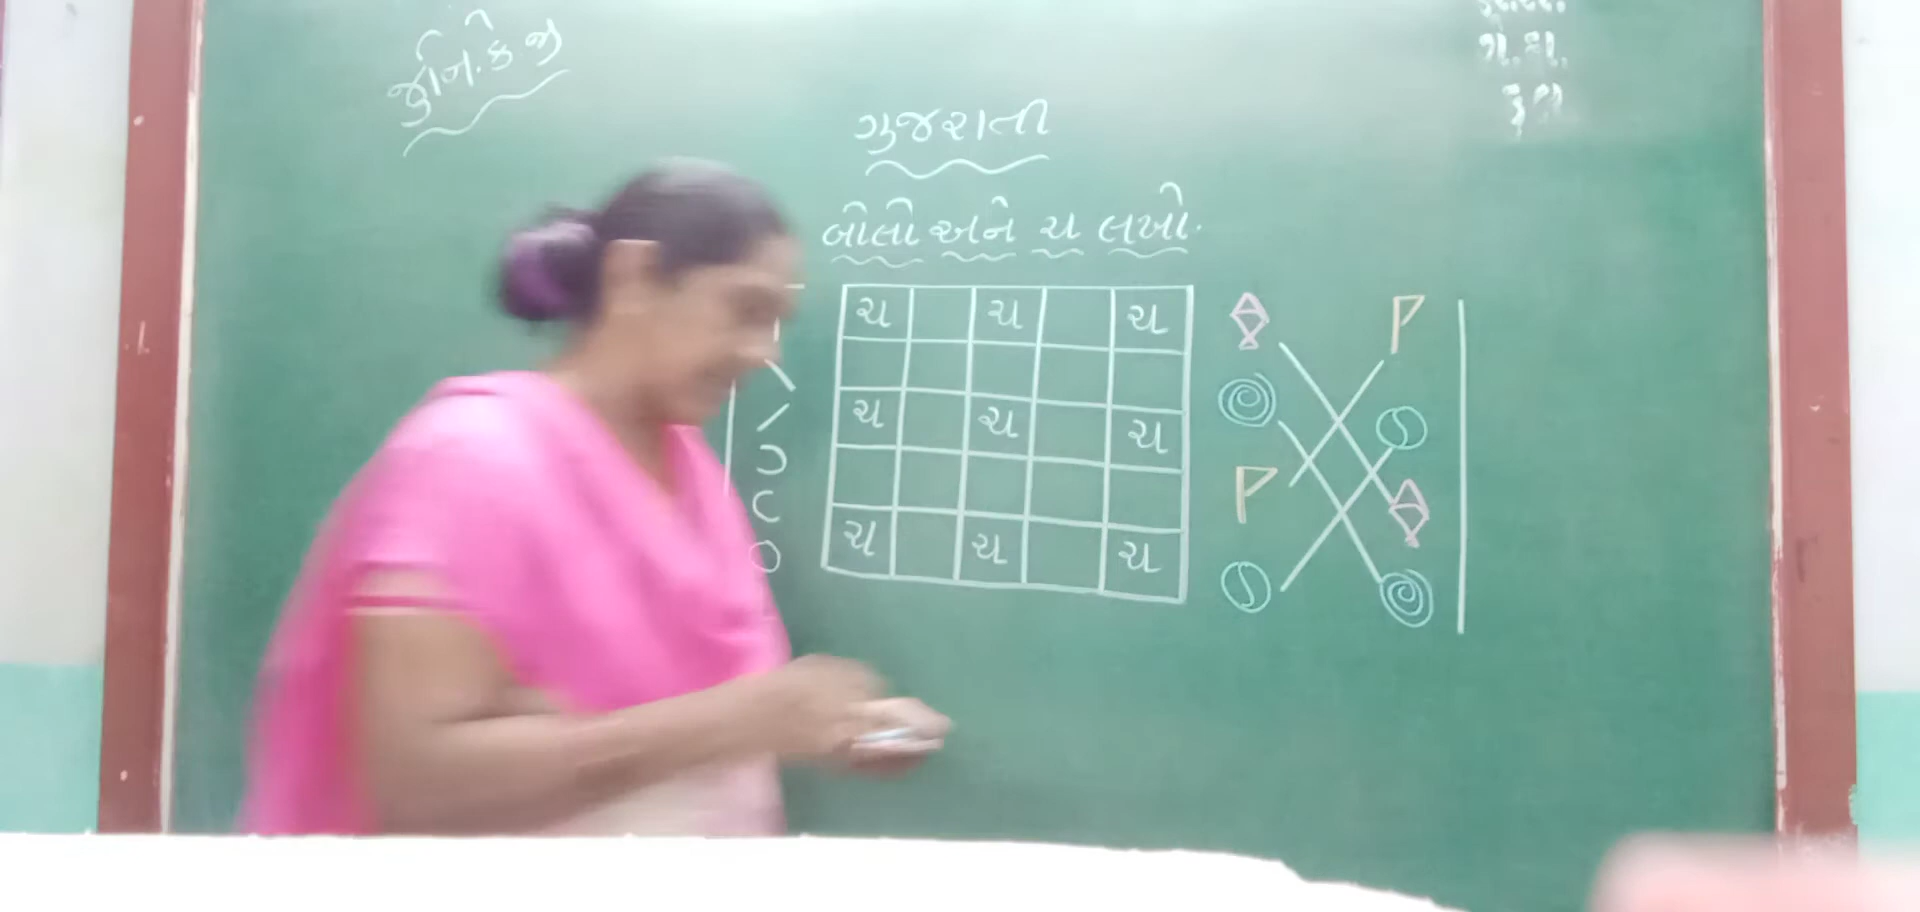 જુનિ.કે.જી
ગુજરાતી
બોલો અને ચ લખો.
ચ ચ ચ
ચ ચ ચ
ચ ચ ચ